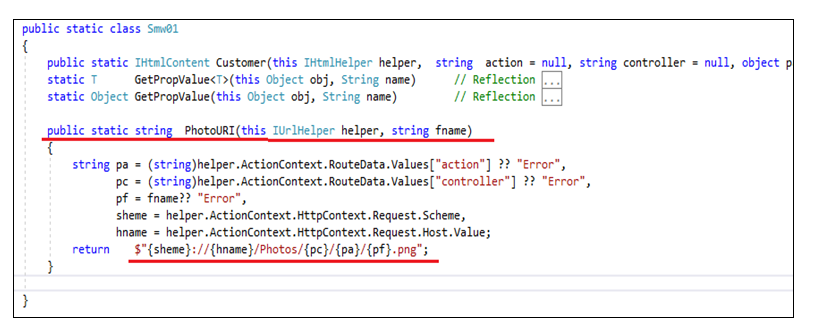 public static class Smw01
{
public static IHtmlContent Customer(this IHtmlHelper helper, string action = null, string controller = null, object p
static T GetPropValue<T>(this Object obj, String name) // Reflection ...
static Object GetPropValue(this Object obj, String name) // Reflection ...
public static string PhotoURI(this IUrlHelper helper, string fname)
{
string pa = (string)helper.ActionContext.RouteData.Values["action"] ?? "Error",
pc = (string)helper.ActionContext.RouteData.Values["controller"] ?? "Error",
pf = fname?? "Error",
sheme = helper.ActionContext.HttpContext.Request.Scheme,
hname = helper.ActionContext.HttpContext.Request.Host.Value;
return $"{sheme}://{hname}/Photos/{pc}/{pa}/{pf}.png";
}
}